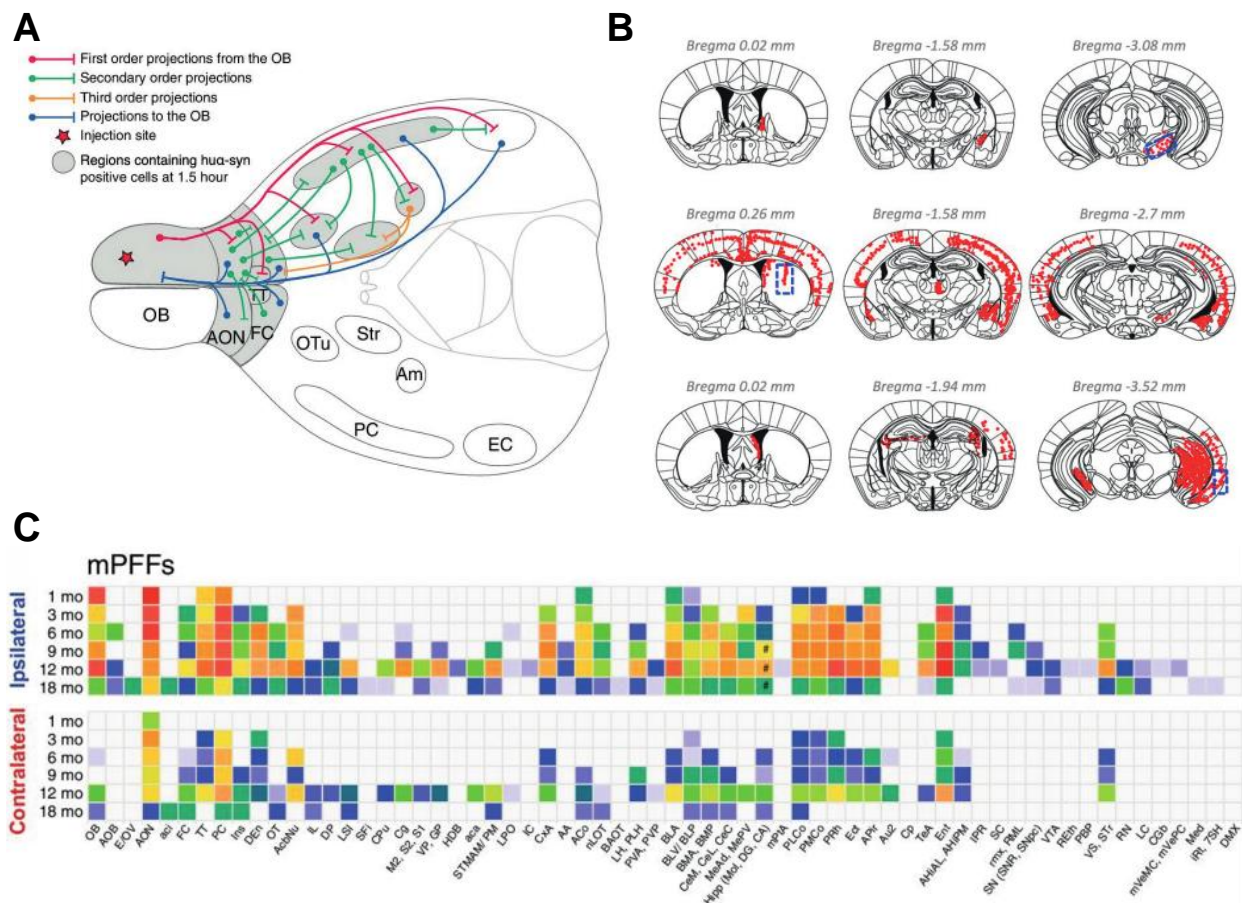 A
First order projections from the OB
Secondary order projections
Third order projections
Projections to the OB
Injection site
Regions containing huα-syn
positive cells at 1.5 hour
OB
AON
TT
FC
OTu
Str
Am
PC
EC
B
Bregma 0.02 mm
Bregma -1.58 mm
Bregma -3.08 mm
Bregma 0.26 mm
Bregma -1.58 mm
Bregma -2.7 mm
Bregma 0.02 mm
Bregma -1.94 mm
Bregma -3.52 mm
C
mPFFs
Ipsilateral
1 mo
3 mo
6 mo
9 mo
12 mo
18 mo
#
#
#
Contralateral
1 mo
3 mo
6 mo
9 mo
12 mo
18 mo
OB
AOB
E/OV
AON
aci
FC
TT
PC
Ins
DEn
OT
AcbNu
IL
DP
LSI
SFi
CPu
Cg
M2, S2, S1
VP, GP
HDB
aca
STMAM/ PM
LPO
IC
CxA
AA
ACo
nLOT
BAOT
LH, PLH
PVA, PVP
BLA
BLV/ BLP
BMA, BMP
CeM, CeL, CeC
MeAd, MePV
Hipp (Mol, DG, CA)
mPtA
PLCo
PMCo
PRh
Ect
APir
Au2
Cp
TeA
Ent
AHiAL, AHiPM
IPR
SC
rmx, RML
SN (SNR, SNpc)
VTA
RIEth
PBP
VS, STr
RN
LC
CGb
mVeMC, mVePC
Med
iRt, 7SH
DMX